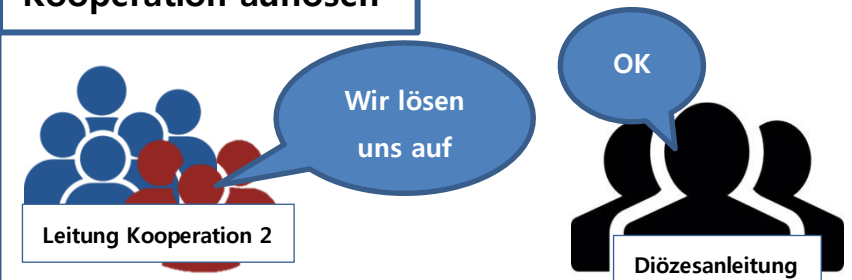 Kooperation auflösen
OK
Wir lösen
uns auf
Leitung Kooperation 2
Diözesanleitung